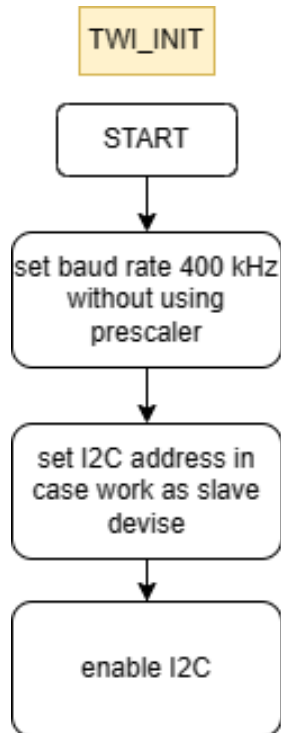 TWI_INIT
START
set baud rate 400 kHz
without using
prescaler
set I2C address in
case work as slave
devise
enable I2C